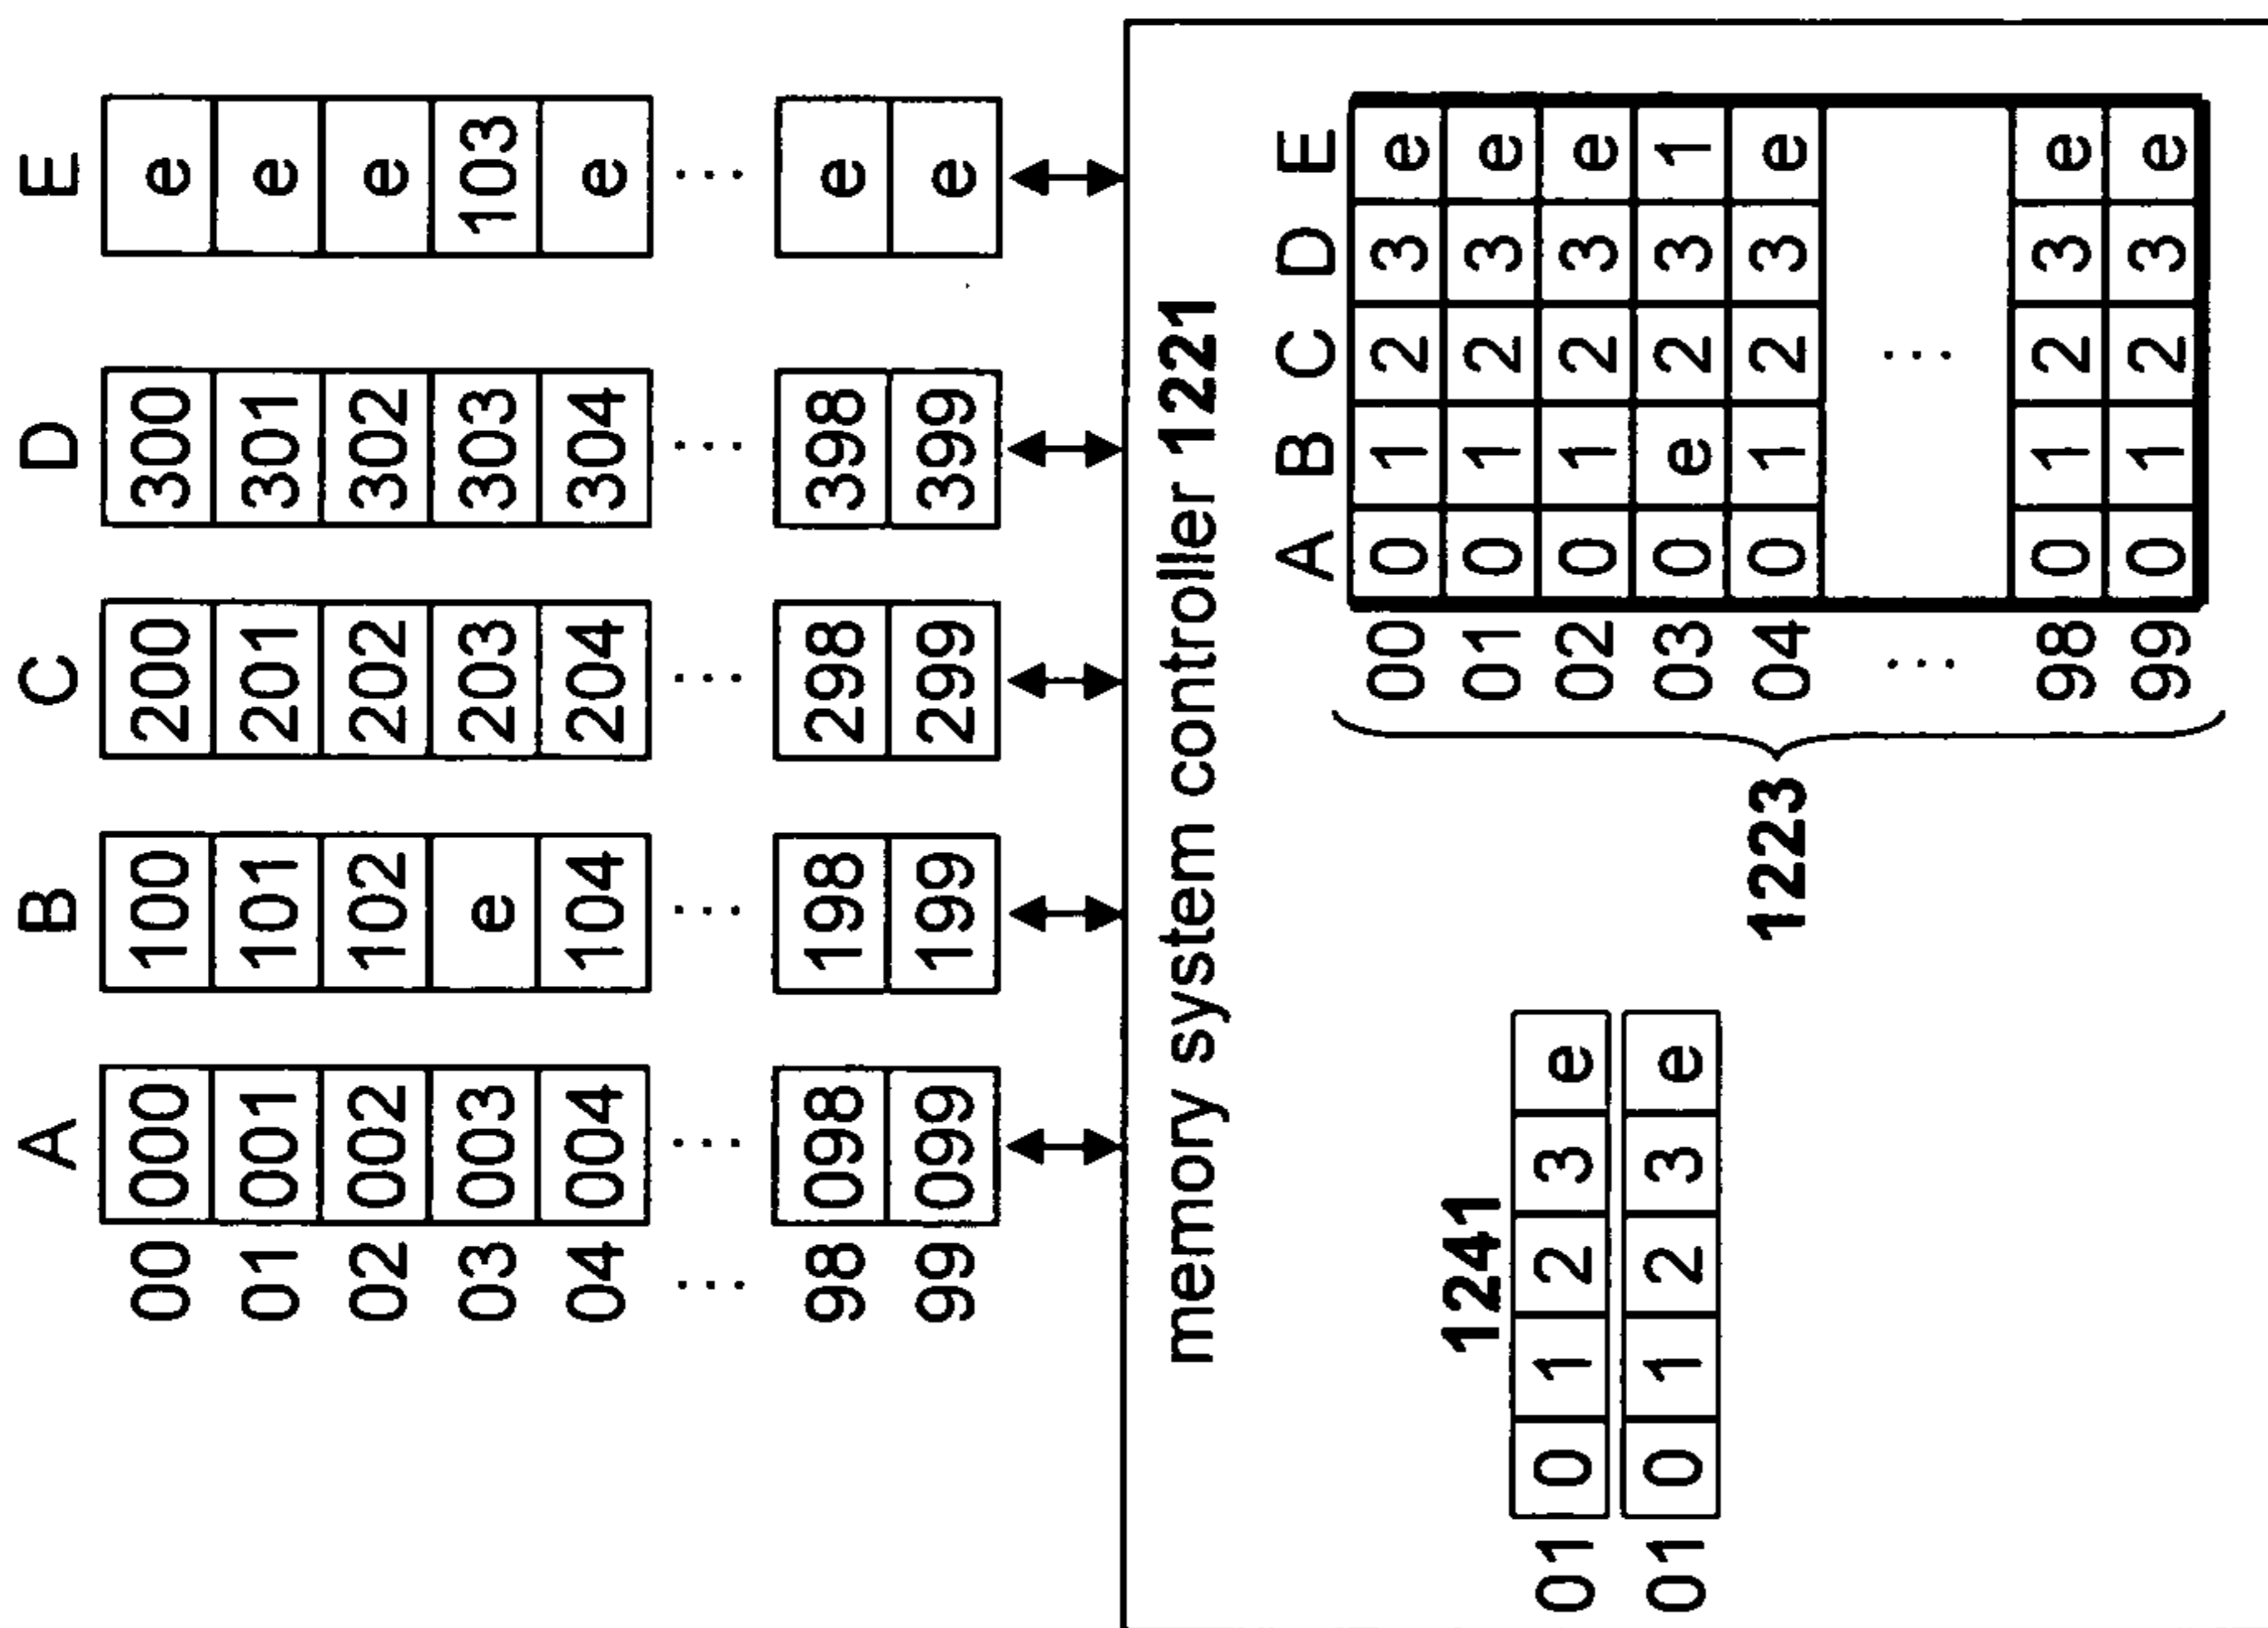 A B C D E
00 000 100 200 300 e
01 001 101 201 301 e
02 002 102 202 302 e
03 003 e 203 303 103
04 004 104 204 304 e
... ... ... ... ... ...
98 098 198 298 398 e
99 099 199 299 399 e
memory system controller 1221
1241
01 0 1 2 3 e
01 0 1 2 3 e
1223
A B C D E
00 0 1 2 3 e
01 0 1 2 3 e
02 0 1 2 3 e
03 0 e 2 3 1
04 0 1 2 3 e
... ...
98 0 1 2 3 e
99 0 1 2 3 e